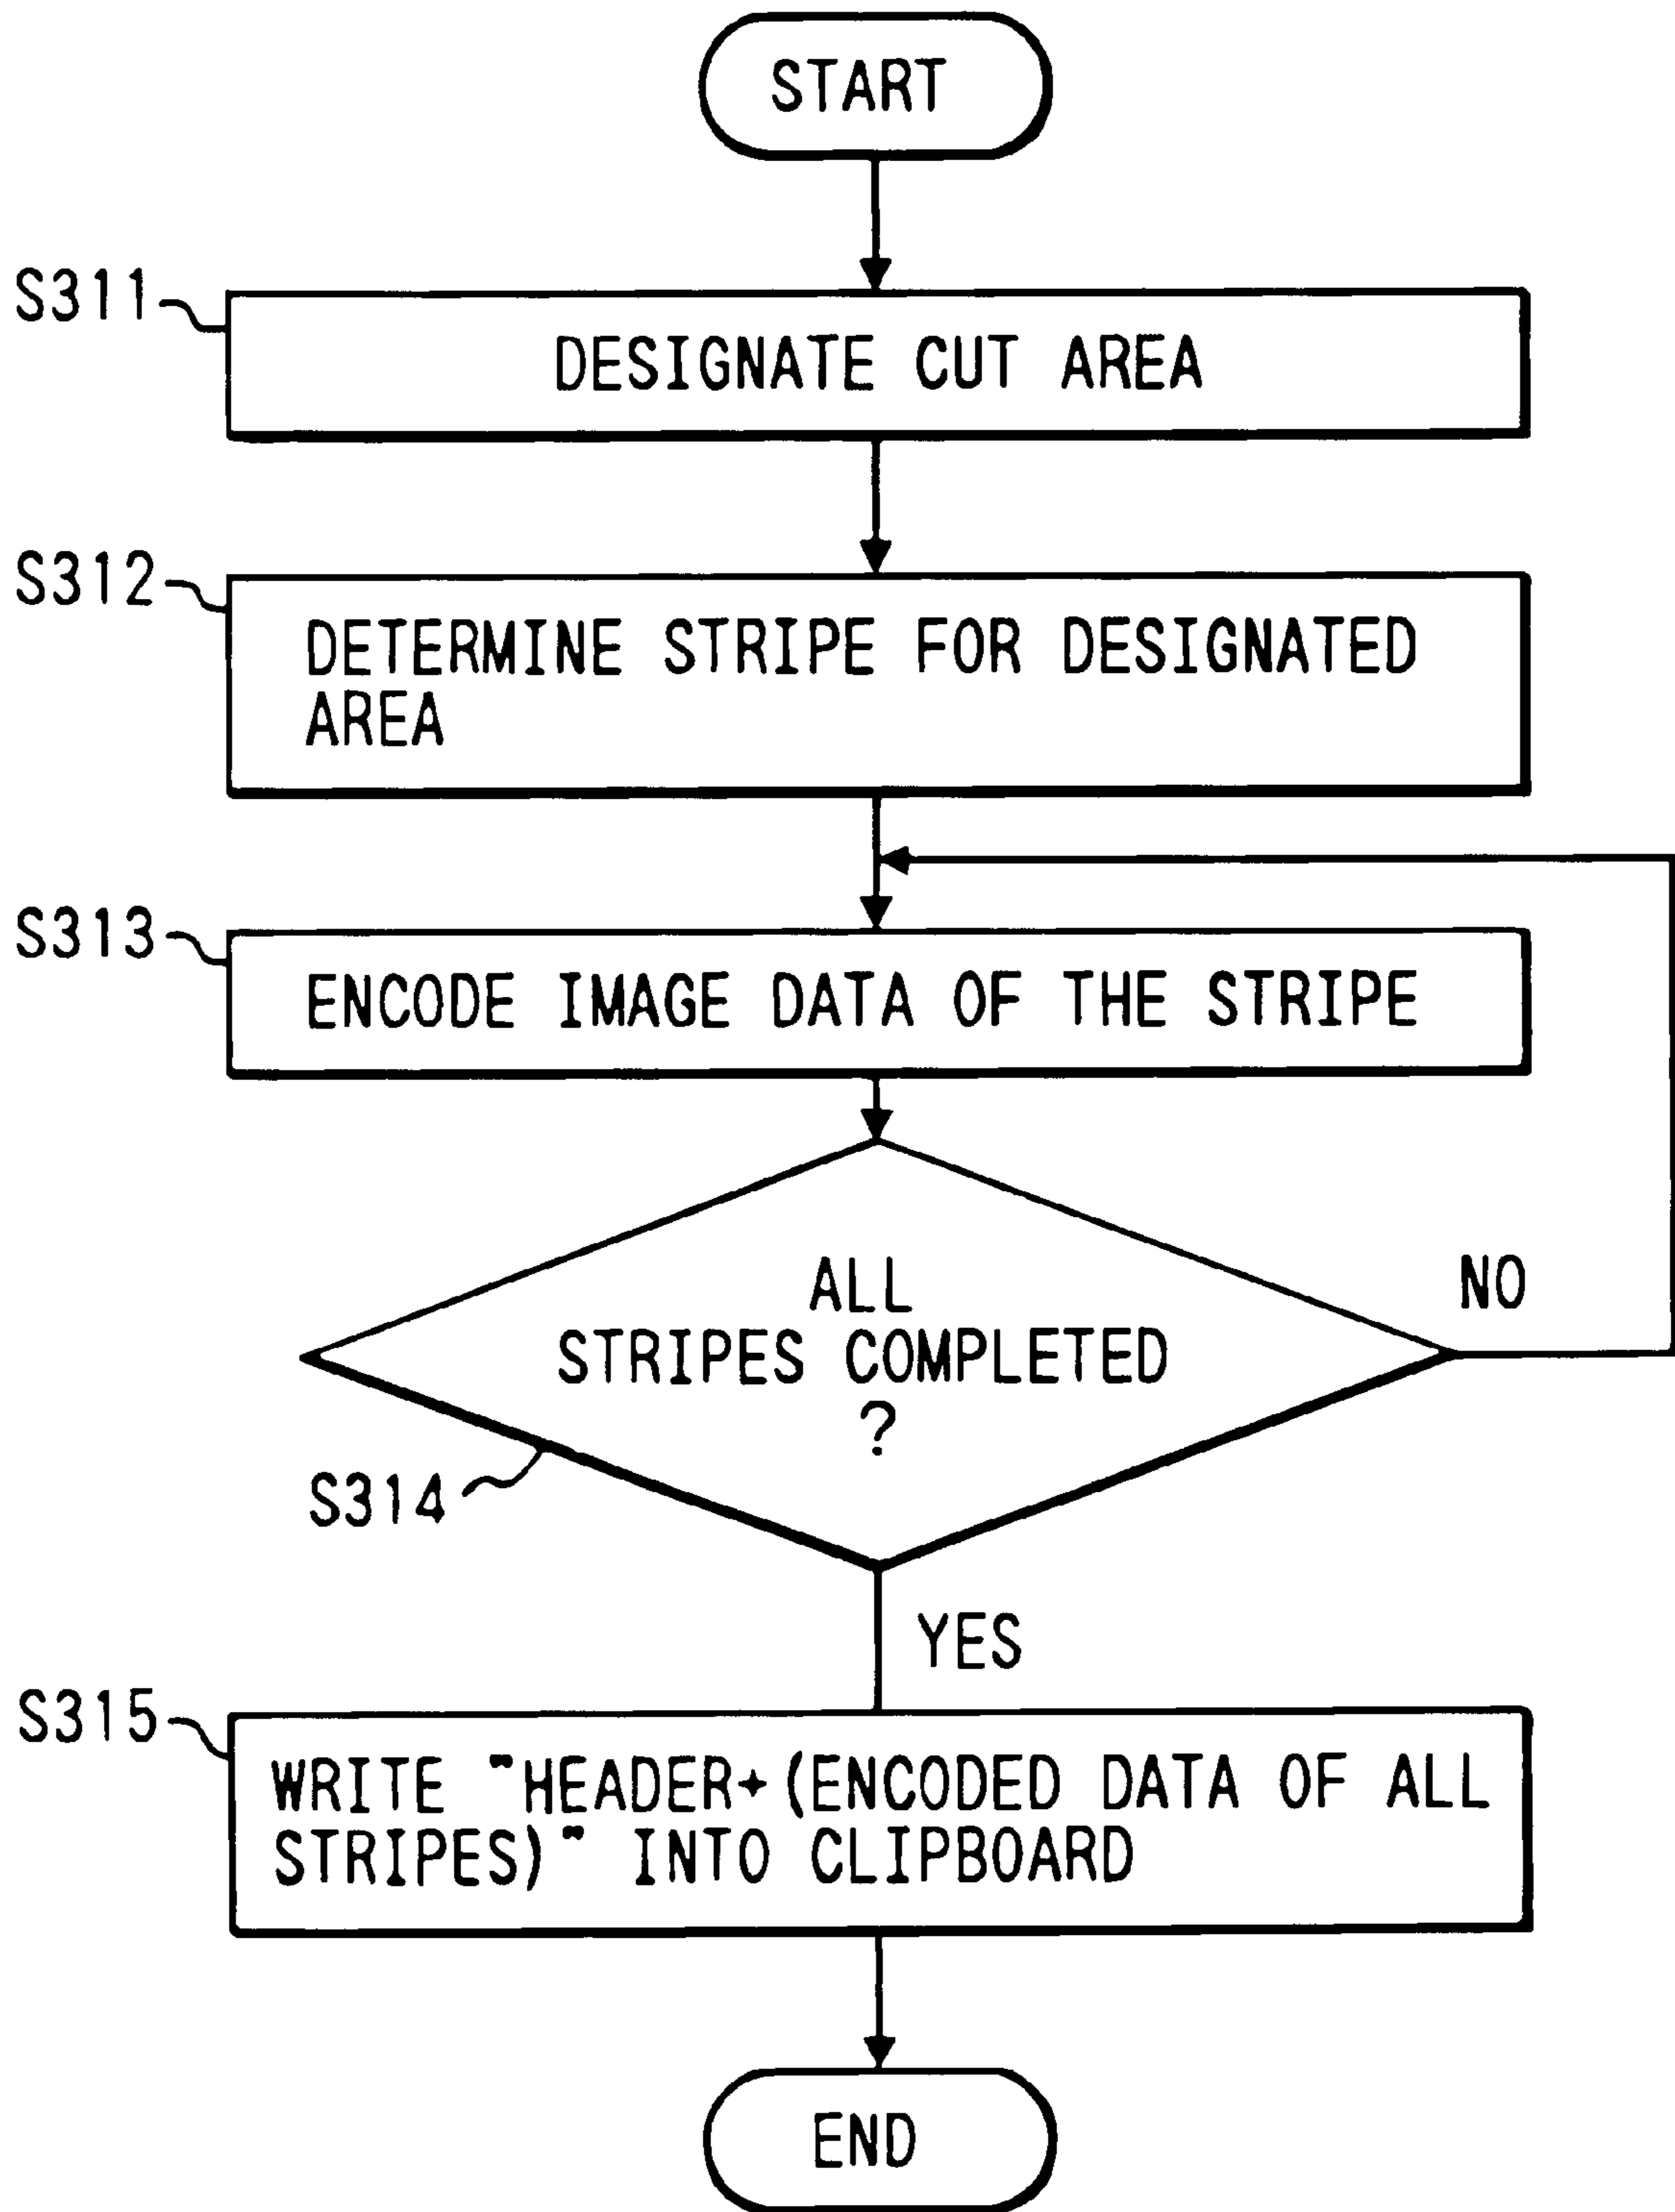 START
S311
DESIGNATE CUT AREA
S312
DETERMINE STRIPE FOR DESIGNATED
AREA
S313
ENCODE IMAGE DATA OF THE STRIPE
ALL
STRIPES COMPLETED
?
NO
S314
YES
S315
WRITE "HEADER+(ENCODED DATA OF ALL
STRIPES)" INTO CLIPBOARD
END